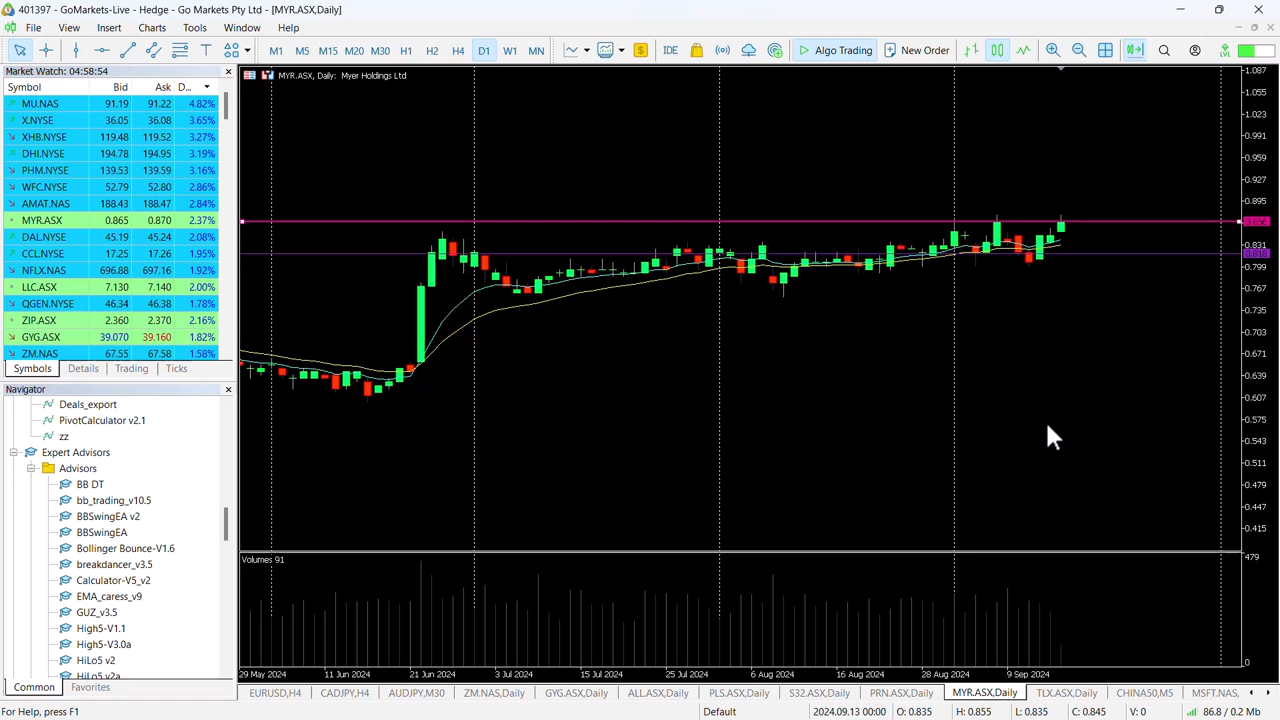 401397 - GoMarkets-Live - Hedge - Go Markets Pty Ltd - [MYR.ASX,Daily]
File View Insert Charts Tools Window Help
M1 M5 M15 M20 M30 H1 H2 H4 D1 W1 MN IDE Algo Trading New Order
Market Watch: 04:58:54
Symbol Bid Ask D...
MU.NAS 91.19 91.22 4.82%
X.NYSE 36.05 36.08 3.65%
XHB.NYSE 119.48 119.52 3.27%
DHI.NYSE 194.78 194.95 3.19%
PHM.NYSE 139.53 139.59 3.16%
WFC.NYSE 52.79 52.80 2.86%
AMAT.NAS 188.43 188.47 2.84%
MYR.ASX 0.865 0.870 2.37%
DAL.NYSE 45.19 45.24 2.08%
CCL.NYSE 17.25 17.26 1.95%
NFLX.NAS 696.88 697.16 1.92%
LLC.ASX 7.130 7.140 2.00%
QGEN.NYSE 46.34 46.38 1.78%
ZIP.ASX 2.360 2.370 2.16%
GYG.ASX 39.070 39.160 1.82%
ZM.NAS 67.55 67.58 1.58%
Symbols Details Trading Ticks
Navigator
Deals_export
PivotCalculator v2.1
zz
Expert Advisors
Advisors
BB DT
bb_trading_v10.5
BBSwingEA v2
BBSwingEA
Bollinger Bounce-V1.6
breakdancer_v3.5
Calculator-V5_v2
EMA_caress_v9
GUZ_v3.5
High5-V1.1
High5-V3.0a
HiLo5 v2
HiLo5 v2a
Common Favorites
MYR.ASX, Daily: Myer Holdings Ltd
1.087
1.055
1.023
0.991
0.959
0.927
0.895
0.831
0.799
0.767
0.735
0.703
0.671
0.639
0.607
0.575
0.543
0.511
0.479
0.447
0.415
Volumes 91
479
0
29 May 2024 11 Jun 2024 21 Jun 2024 3 Jul 2024 15 Jul 2024 25 Jul 2024 6 Aug 2024 16 Aug 2024 28 Aug 2024 9 Sep 2024
EURUSD,H4 CADJPY,H4 AUDJPY,M30 ZM.NAS,Daily GYG.ASX,Daily ALL.ASX,Daily PLS.ASX,Daily S32.ASX,Daily PRN.ASX,Daily MYR.ASX,Daily TLX.ASX,Daily CHINA50,M5 MSFT.NAS,
For Help, press F1 Default 2024.09.13 00:00 O: 0.835 H: 0.855 L: 0.835 C: 0.845 V: 0 86.8 / 0.2 Mb